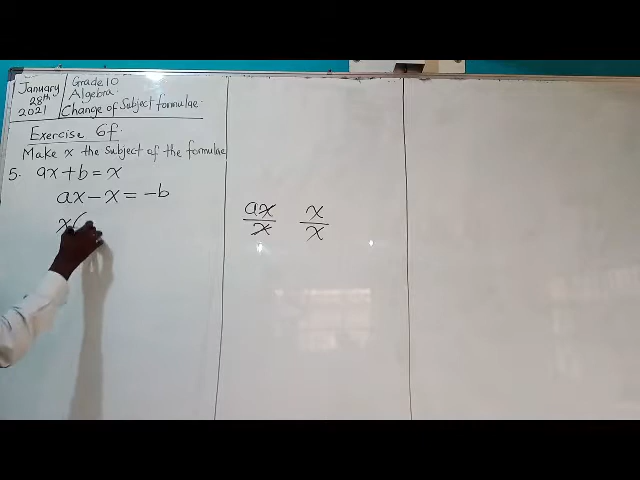 January
28th
2021
Grade 10
Algebra.
Change of Subject formulae.
Exercise 6f.
Make x the subject of the formulae
5. ax + b = x
ax - x = -b
x(
ax/x x/x